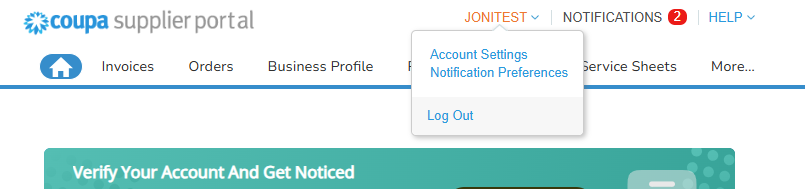 coupa supplier portal
JONITEST
NOTIFICATIONS 2
HELP
Invoices
Orders
Business Profile
Service Sheets
More...
Account Settings
Notification Preferences
Log Out
Verify Your Account And Get Noticed